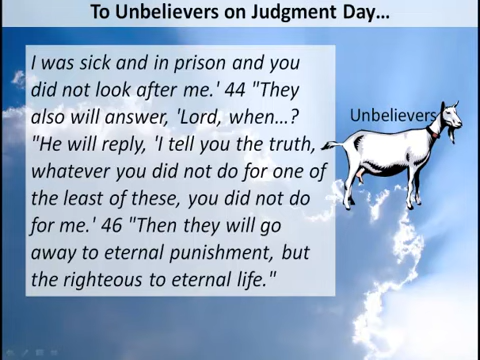 To Unbelievers on Judgment Day…
I was sick and in prison and you
did not look after me.' 44 "They
also will answer, 'Lord, when…?
"He will reply, 'I tell you the truth,
whatever you did not do for one of
the least of these, you did not do
for me.' 46 "Then they will go
away to eternal punishment, but
the righteous to eternal life."
Unbelievers